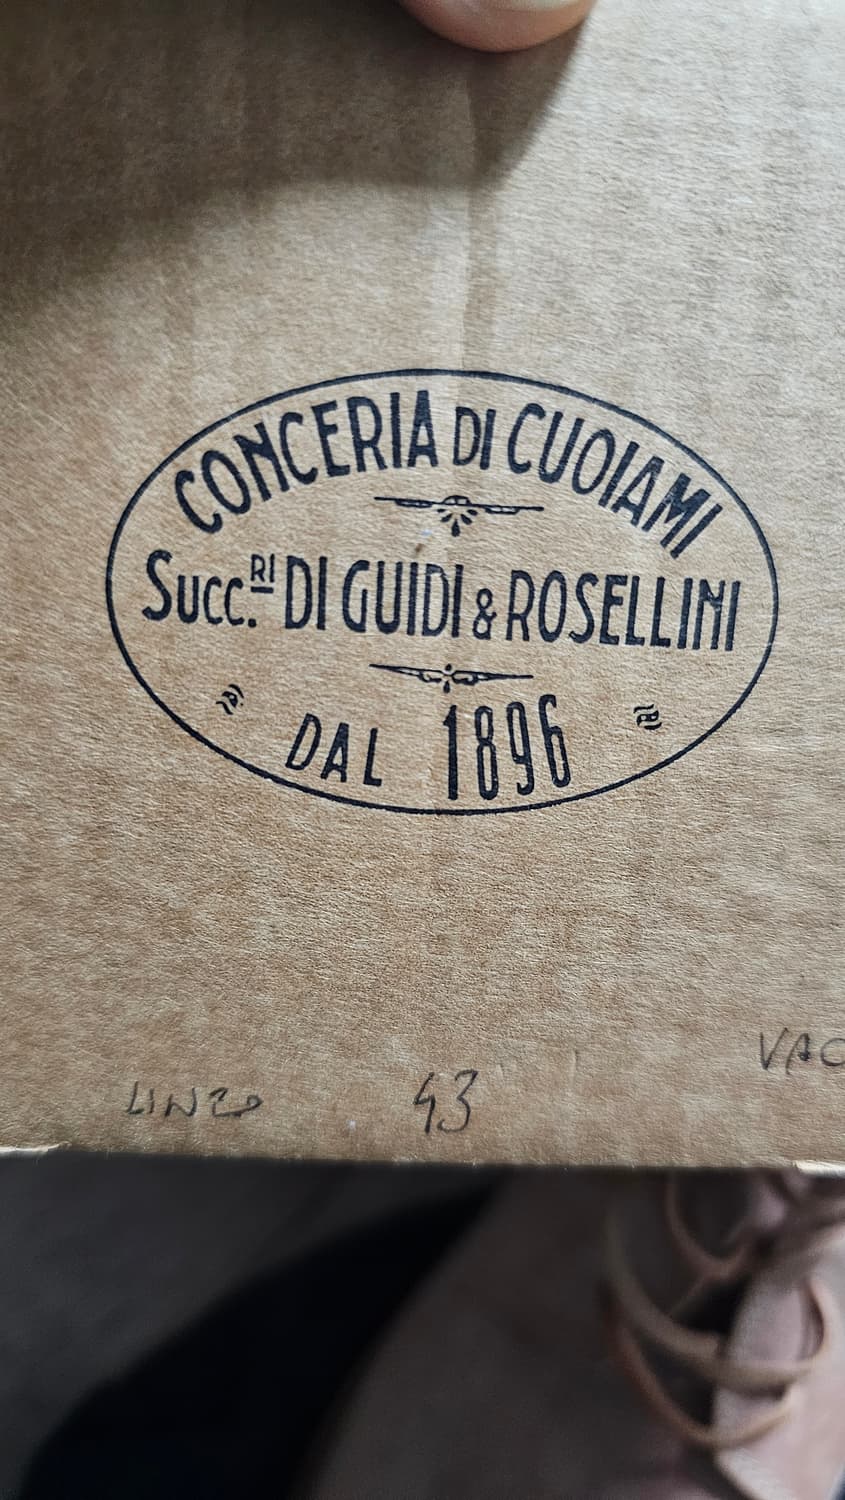 CONCERIA DI CUOIAMI
SUCC.RI DI GUIDI & ROSELLINI
DAL 1896
43